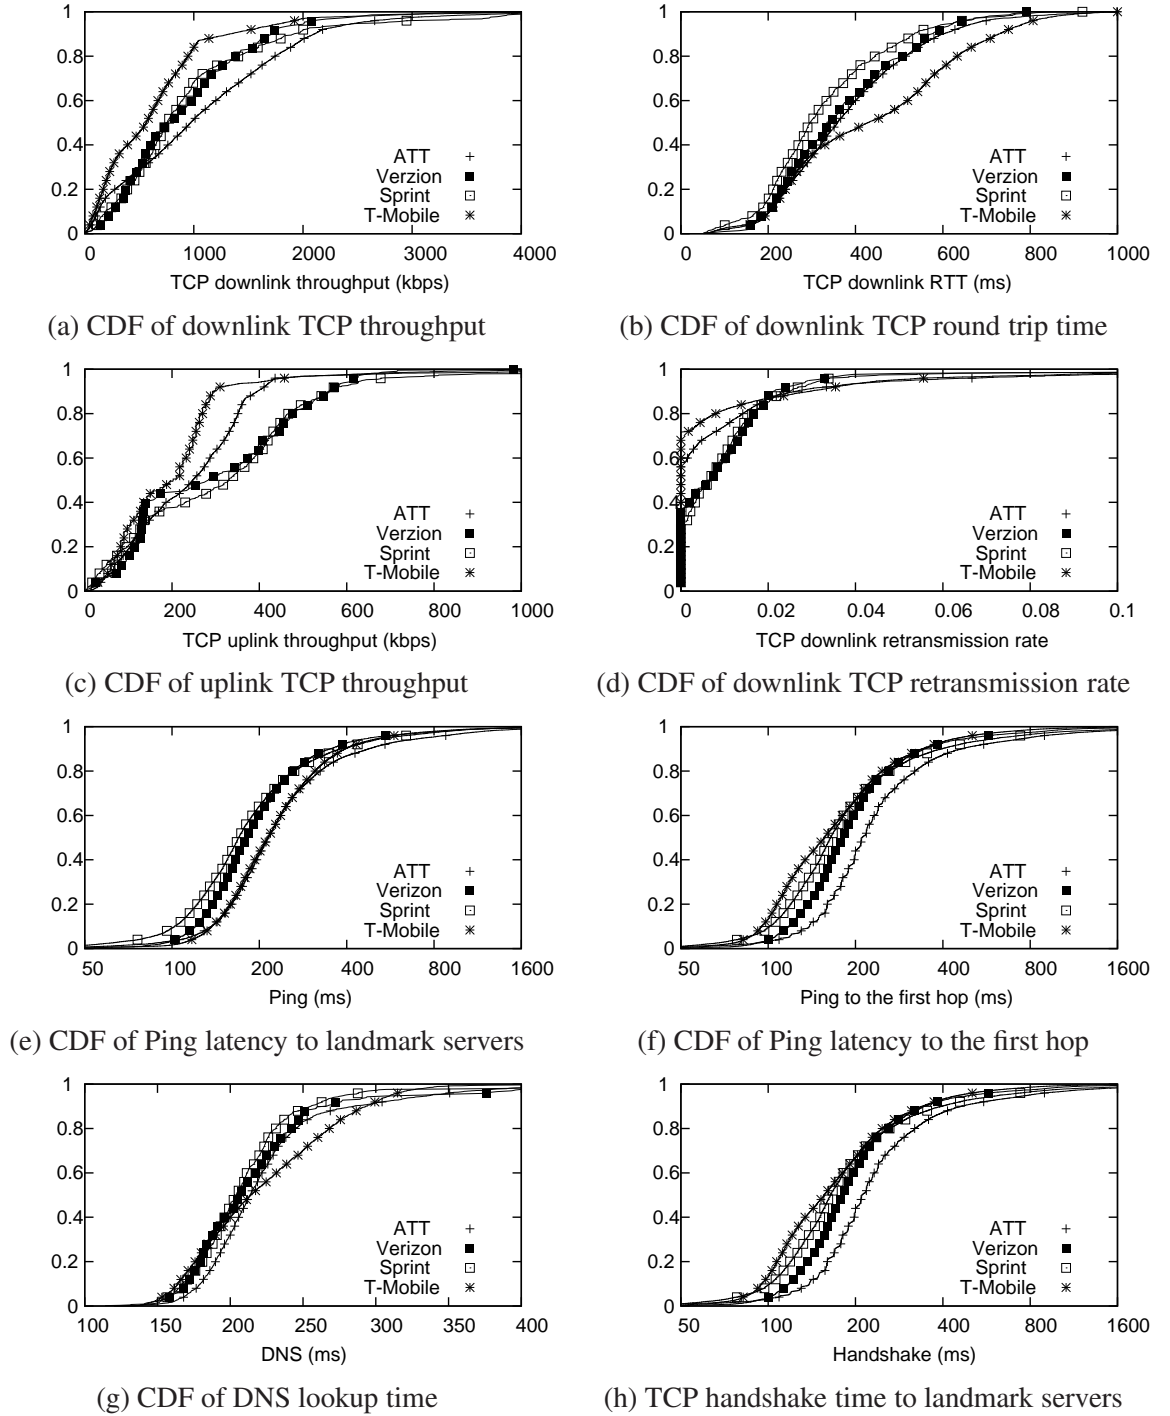 1
0.8
0.6
0.4
0.2
0
ATT
Verzion
Sprint
T-Mobile
0 1000 2000 3000 4000
TCP downlink throughput (kbps)
(a) CDF of downlink TCP throughput
1
0.8
0.6
0.4
0.2
0
ATT
Verzion
Sprint
T-Mobile
0 200 400 600 800 1000
TCP downlink RTT (ms)
(b) CDF of downlink TCP round trip time
1
0.8
0.6
0.4
0.2
0
ATT
Verzion
Sprint
T-Mobile
0 200 400 600 800 1000
TCP uplink throughput (kbps)
(c) CDF of uplink TCP throughput
1
0.8
0.6
0.4
0.2
0
ATT
Verzion
Sprint
T-Mobile
0 0.02 0.04 0.06 0.08 0.1
TCP downlink retransmission rate
(d) CDF of downlink TCP retransmission rate
1
0.8
0.6
0.4
0.2
0
ATT
Verizon
Sprint
T-Mobile
50 100 200 400 800 1600
Ping (ms)
(e) CDF of Ping latency to landmark servers
1
0.8
0.6
0.4
0.2
0
ATT
Verizon
Sprint
T-Mobile
50 100 200 400 800 1600
Ping to the first hop (ms)
(f) CDF of Ping latency to the first hop
1
0.8
0.6
0.4
0.2
0
ATT
Verizon
Sprint
T-Mobile
100 150 200 250 300 350 400
DNS (ms)
(g) CDF of DNS lookup time
1
0.8
0.6
0.4
0.2
0
ATT
Verizon
Sprint
T-Mobile
50 100 200 400 800 1600
Handshake (ms)
(h) TCP handshake time to landmark servers